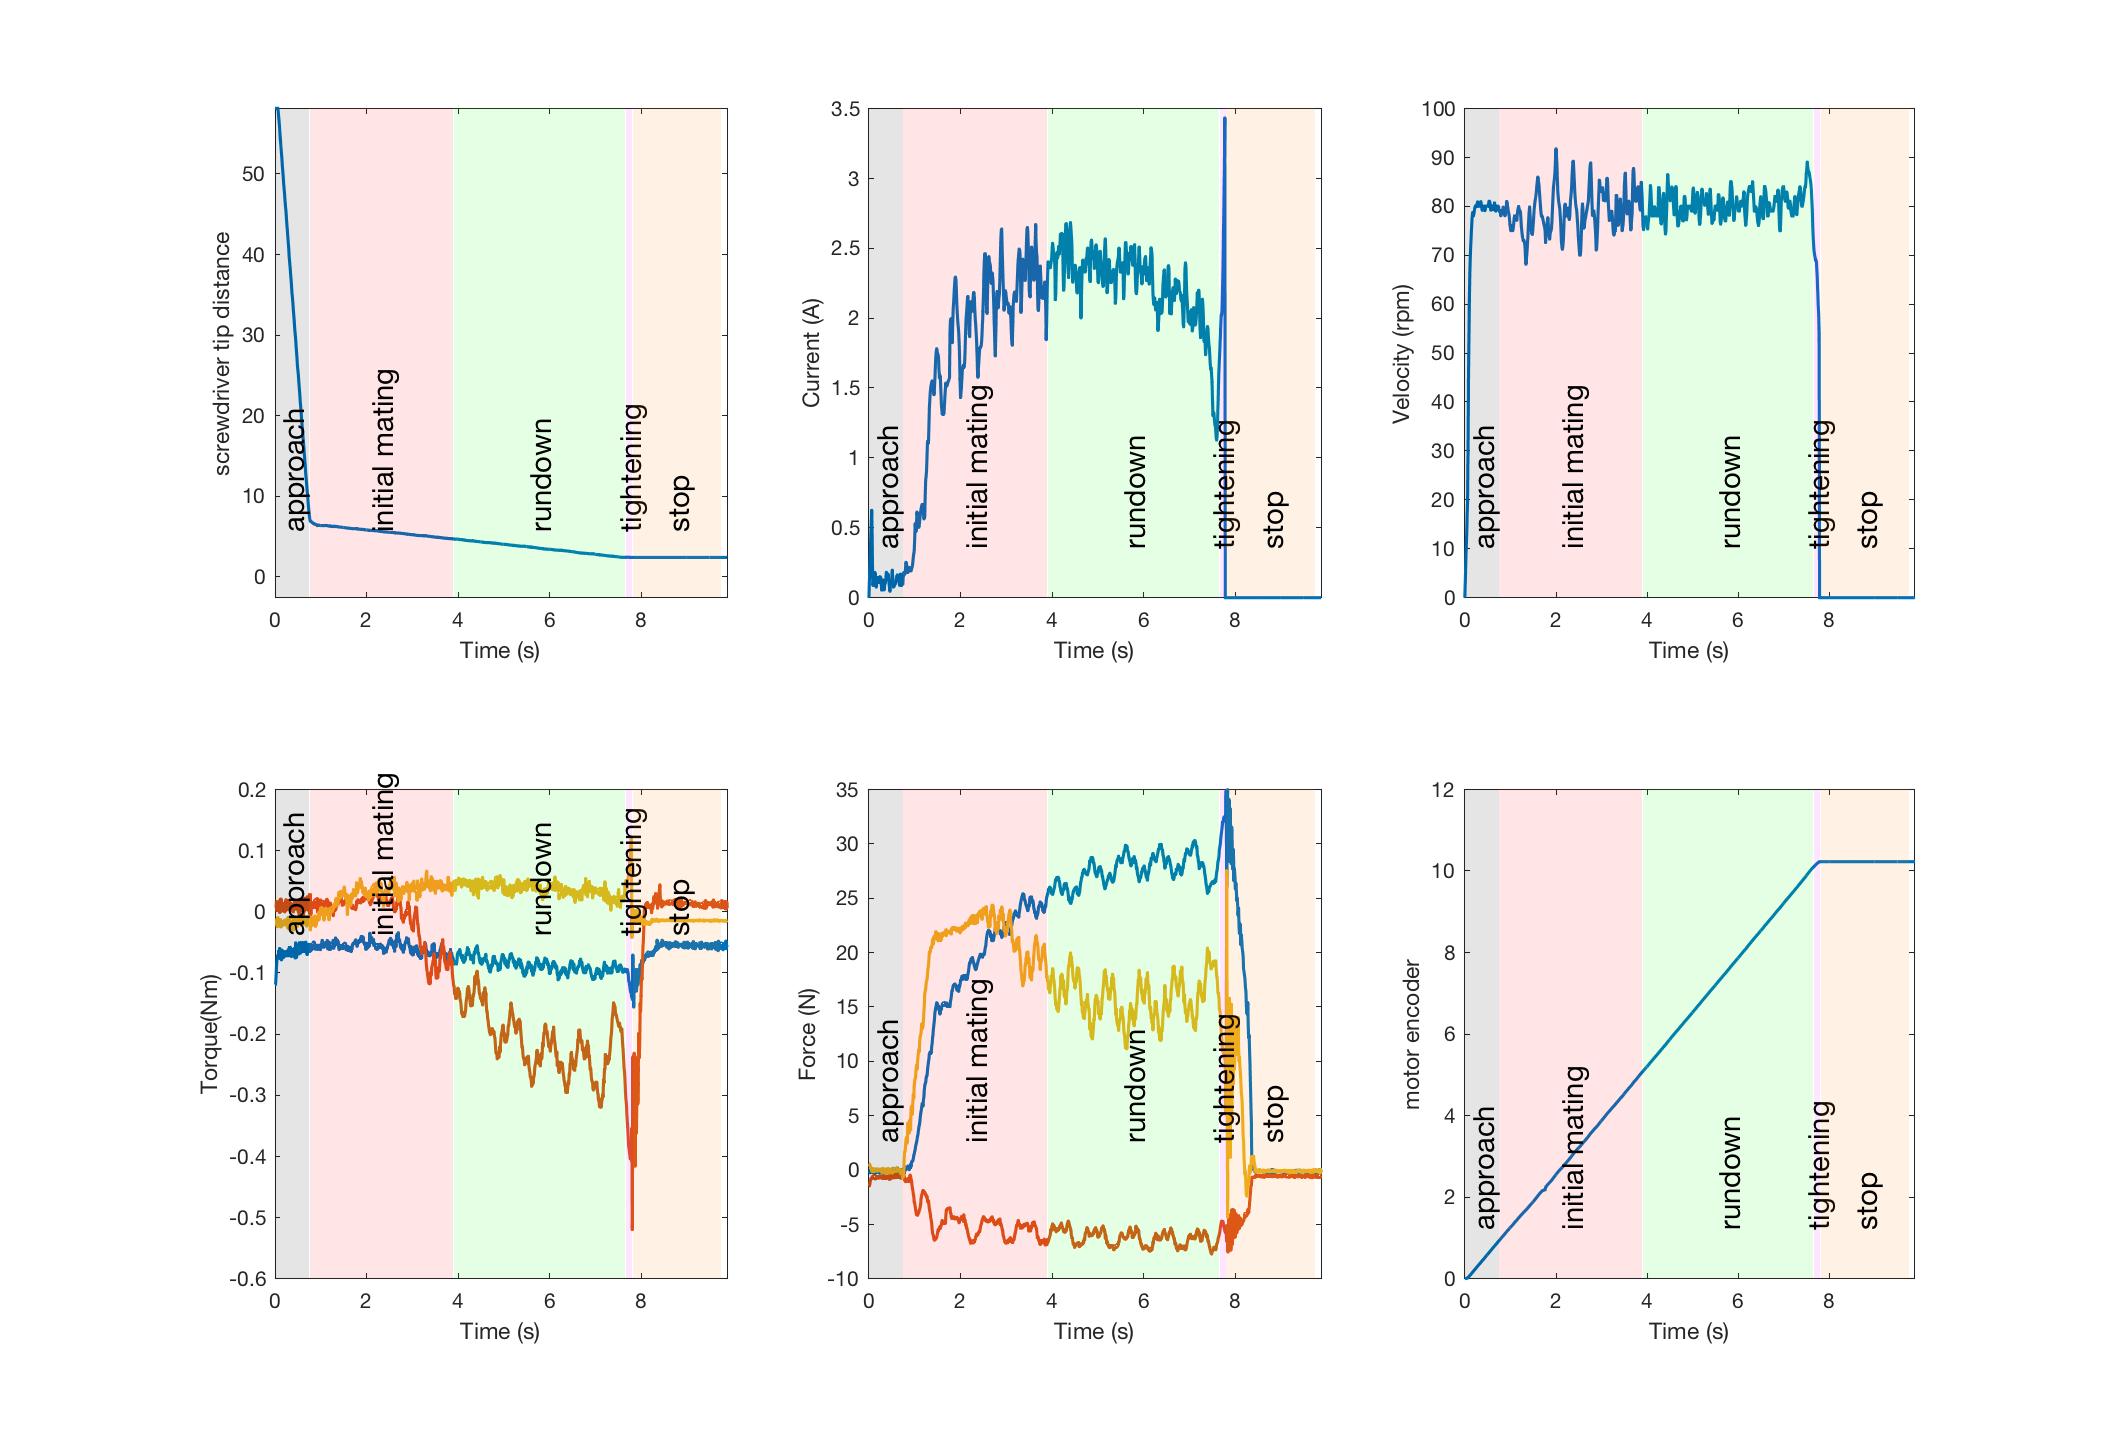 screwdriver tip distance
50
40
30
20
10
0
approach
initial mating
rundown
tightening
stop
0 2 4 6 8
Time (s)
Current (A)
3.5
3
2.5
2
1.5
1
0.5
0
approach
initial mating
rundown
tightening
stop
0 2 4 6 8
Time (s)
Velocity (rpm)
100
90
80
70
60
50
40
30
20
10
0
approach
initial mating
rundown
tightening
stop
0 2 4 6 8
Time (s)
Torque(Nm)
0.2
0.1
0
-0.1
-0.2
-0.3
-0.4
-0.5
-0.6
approach
initial mating
rundown
tightening
stop
0 2 4 6 8
Time (s)
Force (N)
35
30
25
20
15
10
5
0
-5
-10
approach
initial mating
rundown
tightening
stop
0 2 4 6 8
Time (s)
motor encoder
12
10
8
6
4
2
0
approach
initial mating
rundown
tightening
stop
0 2 4 6 8
Time (s)